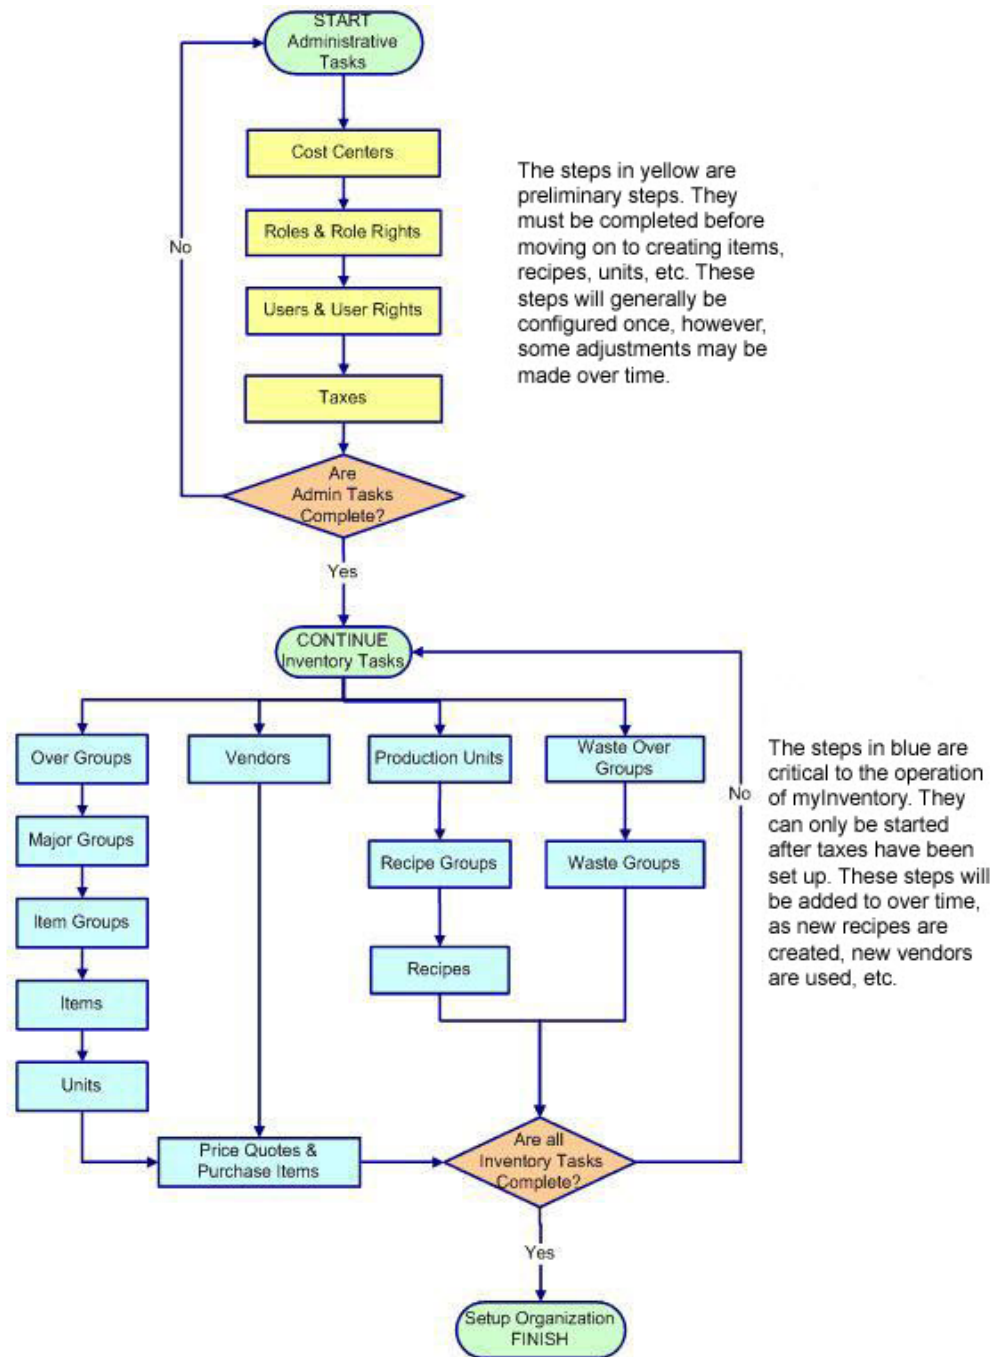 START
Administrative
Tasks
Cost Centers
Roles & Role Rights
No
Users & User Rights
Taxes
Are
Admin Tasks
Complete?
Yes
The steps in yellow are
preliminary steps. They
must be completed before
moving on to creating items,
recipes, units, etc. These
steps will generally be
configured once, however,
some adjustments may be
made over time.
CONTINUE
Inventory Tasks
Over Groups
Vendors
Production Units
Waste Over
Groups
Major Groups
Recipe Groups
Waste Groups
Item Groups
Recipes
Items
Units
Price Quotes &
Purchase Items
Are all
Inventory Tasks
Complete?
No
The steps in blue are
critical to the operation
of myInventory. They
can only be started
after taxes have been
set up. These steps will
be added to over time,
as new recipes are
created, new vendors
are used, etc.
Yes
Setup Organization
FINISH